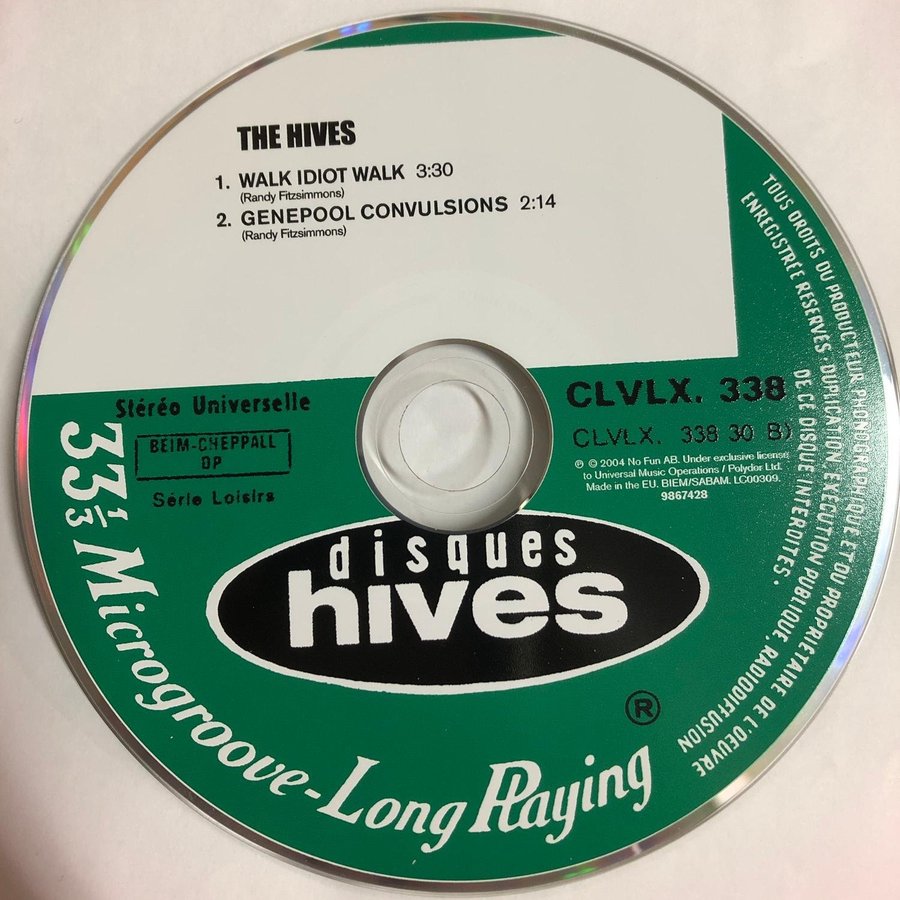 THE HIVES
1. WALK IDIOT WALK 3:30
(Randy Fitzsimmons)
2. GENEPOOL CONVULSIONS 2:14
(Randy Fitzsimmons)
Stéréo Universelle
BEIM-CHEPPALL
DP
Série Loisirs
CLVLX. 338
CLVLX. 338 30 B)
℗ © 2004 No Fun AB. Under exclusive license
to Universal Music Operations / Polydor Ltd.
Made in the EU. BIEM/SABAM. LC00309.
9867428
disques
hives
®
33⅓ Microgroove-Long Playing
TOUS DROITS DU PRODUCTEUR PHONOGRAPHIQUE ET DU PROPRIETAIRE DE L'OEUVRE
ENREGISTRÉE RESERVÉS. DUPLICATION, EXÉCUTION PUBLIQUE, RADIODIFFUSION
DE CE DISQUE INTERDITES.